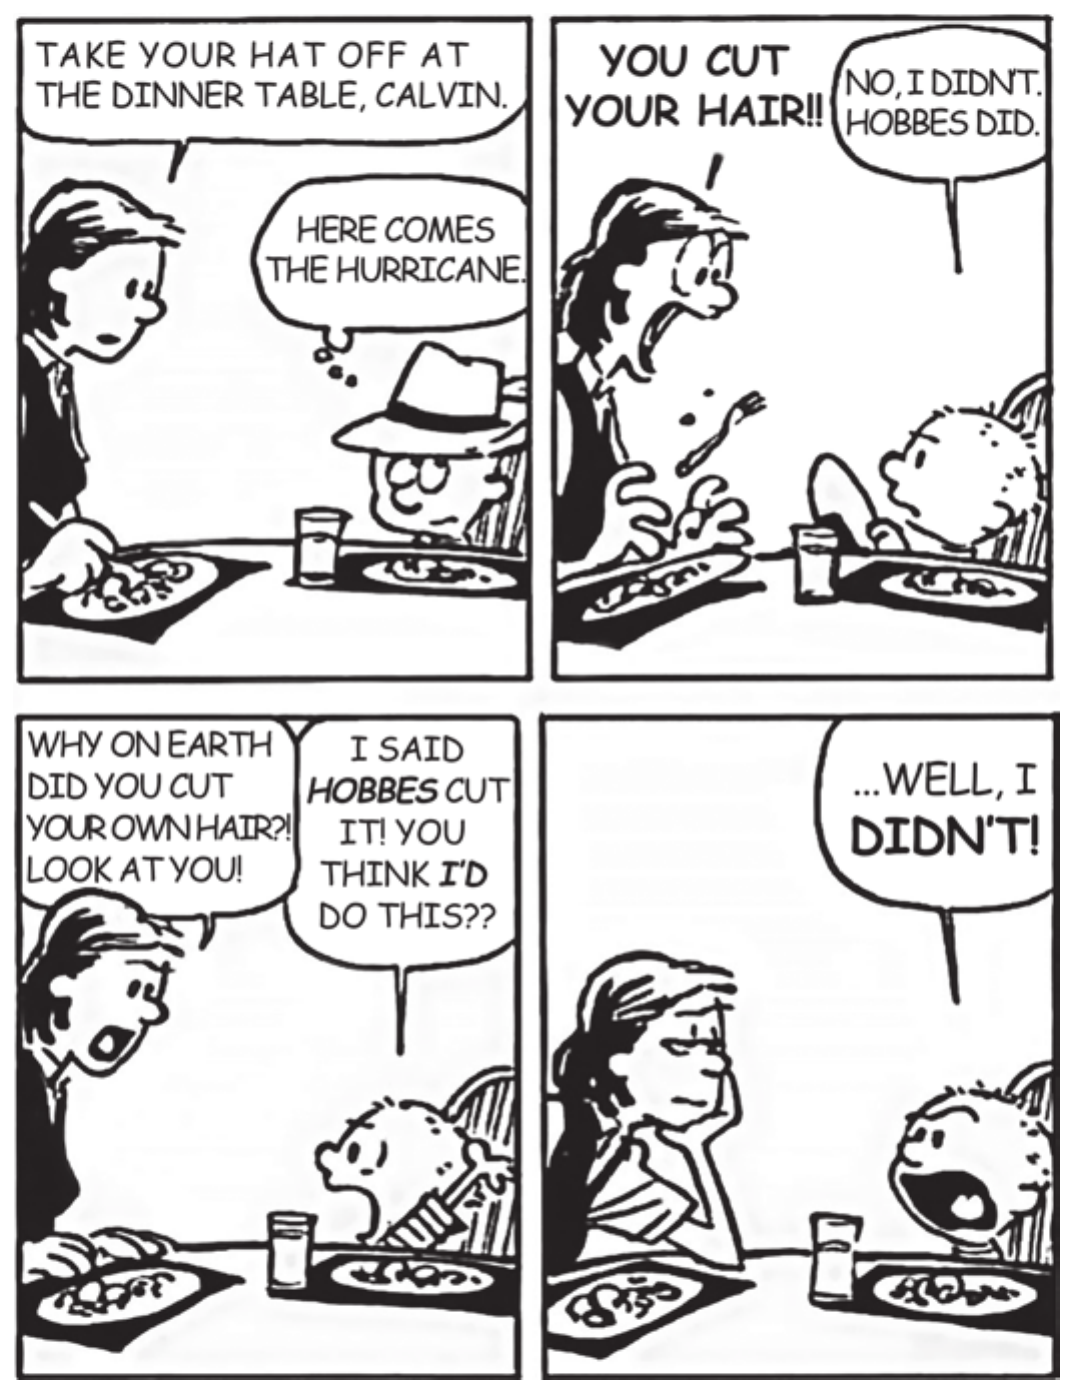 TAKE YOUR HAT OFF AT
THE DINNER TABLE, CALVIN.
HERE COMES
THE HURRICANE.
YOU CUT
YOUR HAIR!!
NO, I DIDN'T.
HOBBES DID.
WHY ON EARTH
DID YOU CUT
YOUR OWN HAIR?!
LOOK AT YOU!
I SAID
HOBBES CUT
IT! YOU
THINK I'D
DO THIS??
...WELL, I
DIDN'T!